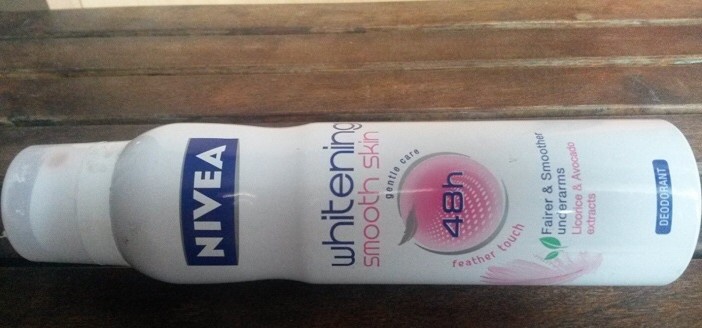 NIVEA
whitening
smooth skin
gentle care
48h
feather touch
Fairer & Smoother
underarms
Licorice & Avocado
extracts
DEODORANT